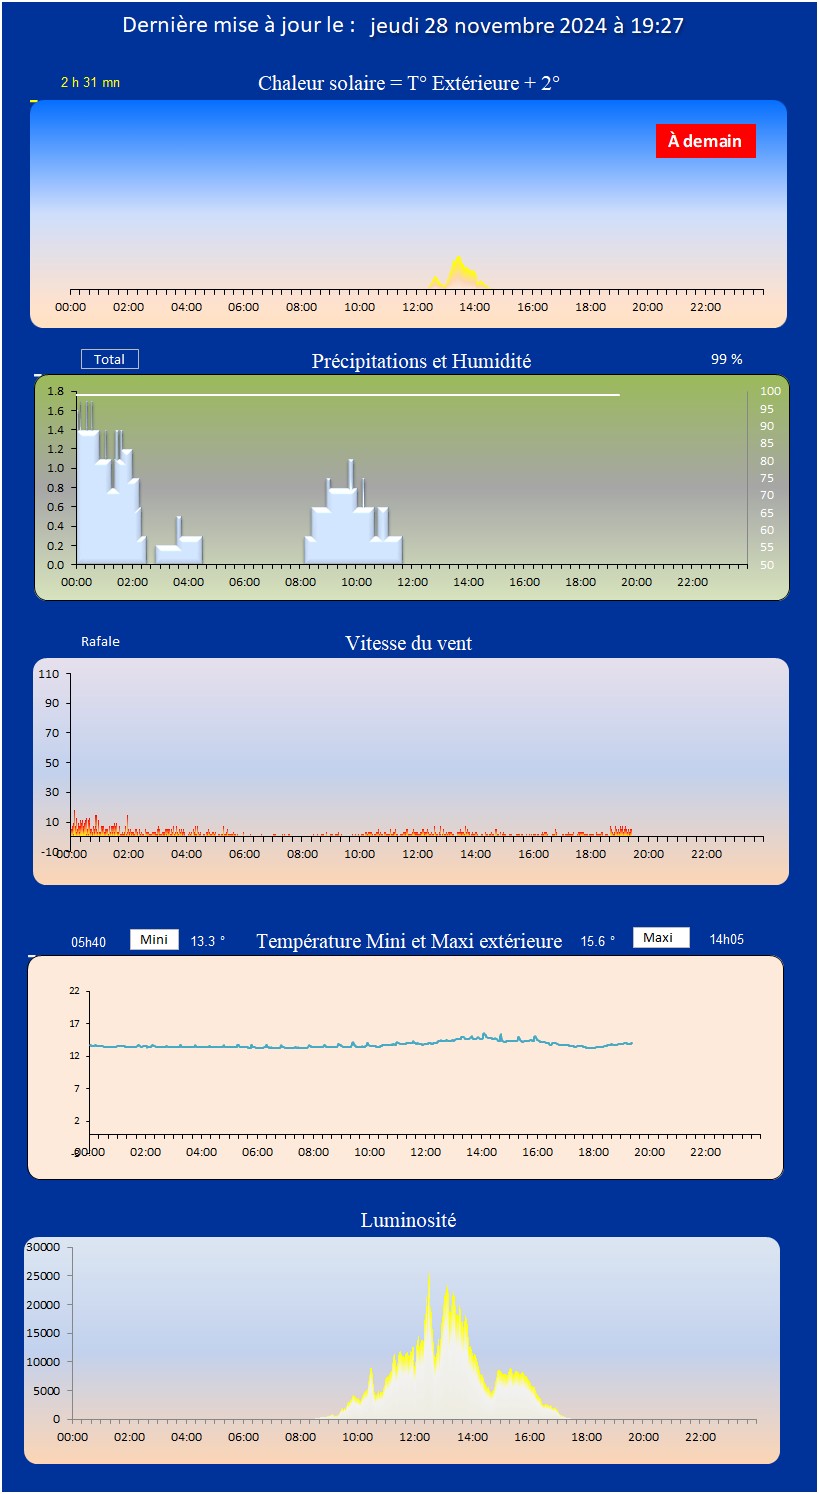 Dernière mise à jour le : jeudi 28 novembre 2024 à 19:27
2 h 31 mn
Chaleur solaire = T° Extérieure + 2°
À demain
00:00 02:00 04:00 06:00 08:00 10:00 12:00 14:00 16:00 18:00 20:00 22:00
Total
Précipitations et Humidité
99 %
1.8 100
1.6 95
1.4 90
85
1.2 80
1.0 75
0.8 70
0.6 65
0.4 60
0.2 55
0.0 50
00:00 02:00 04:00 06:00 08:00 10:00 12:00 14:00 16:00 18:00 20:00 22:00
Rafale
Vitesse du vent
110
90
70
50
30
10
-10 00:00 02:00 04:00 06:00 08:00 10:00 12:00 14:00 16:00 18:00 20:00 22:00
05h40 Mini 13.3 ° Température Mini et Maxi extérieure 15.6 ° Maxi 14h05
22
17
12
7
2
00:00 02:00 04:00 06:00 08:00 10:00 12:00 14:00 16:00 18:00 20:00 22:00
Luminosité
30000
25000
20000
15000
10000
5000
0
00:00 02:00 04:00 06:00 08:00 10:00 12:00 14:00 16:00 18:00 20:00 22:00